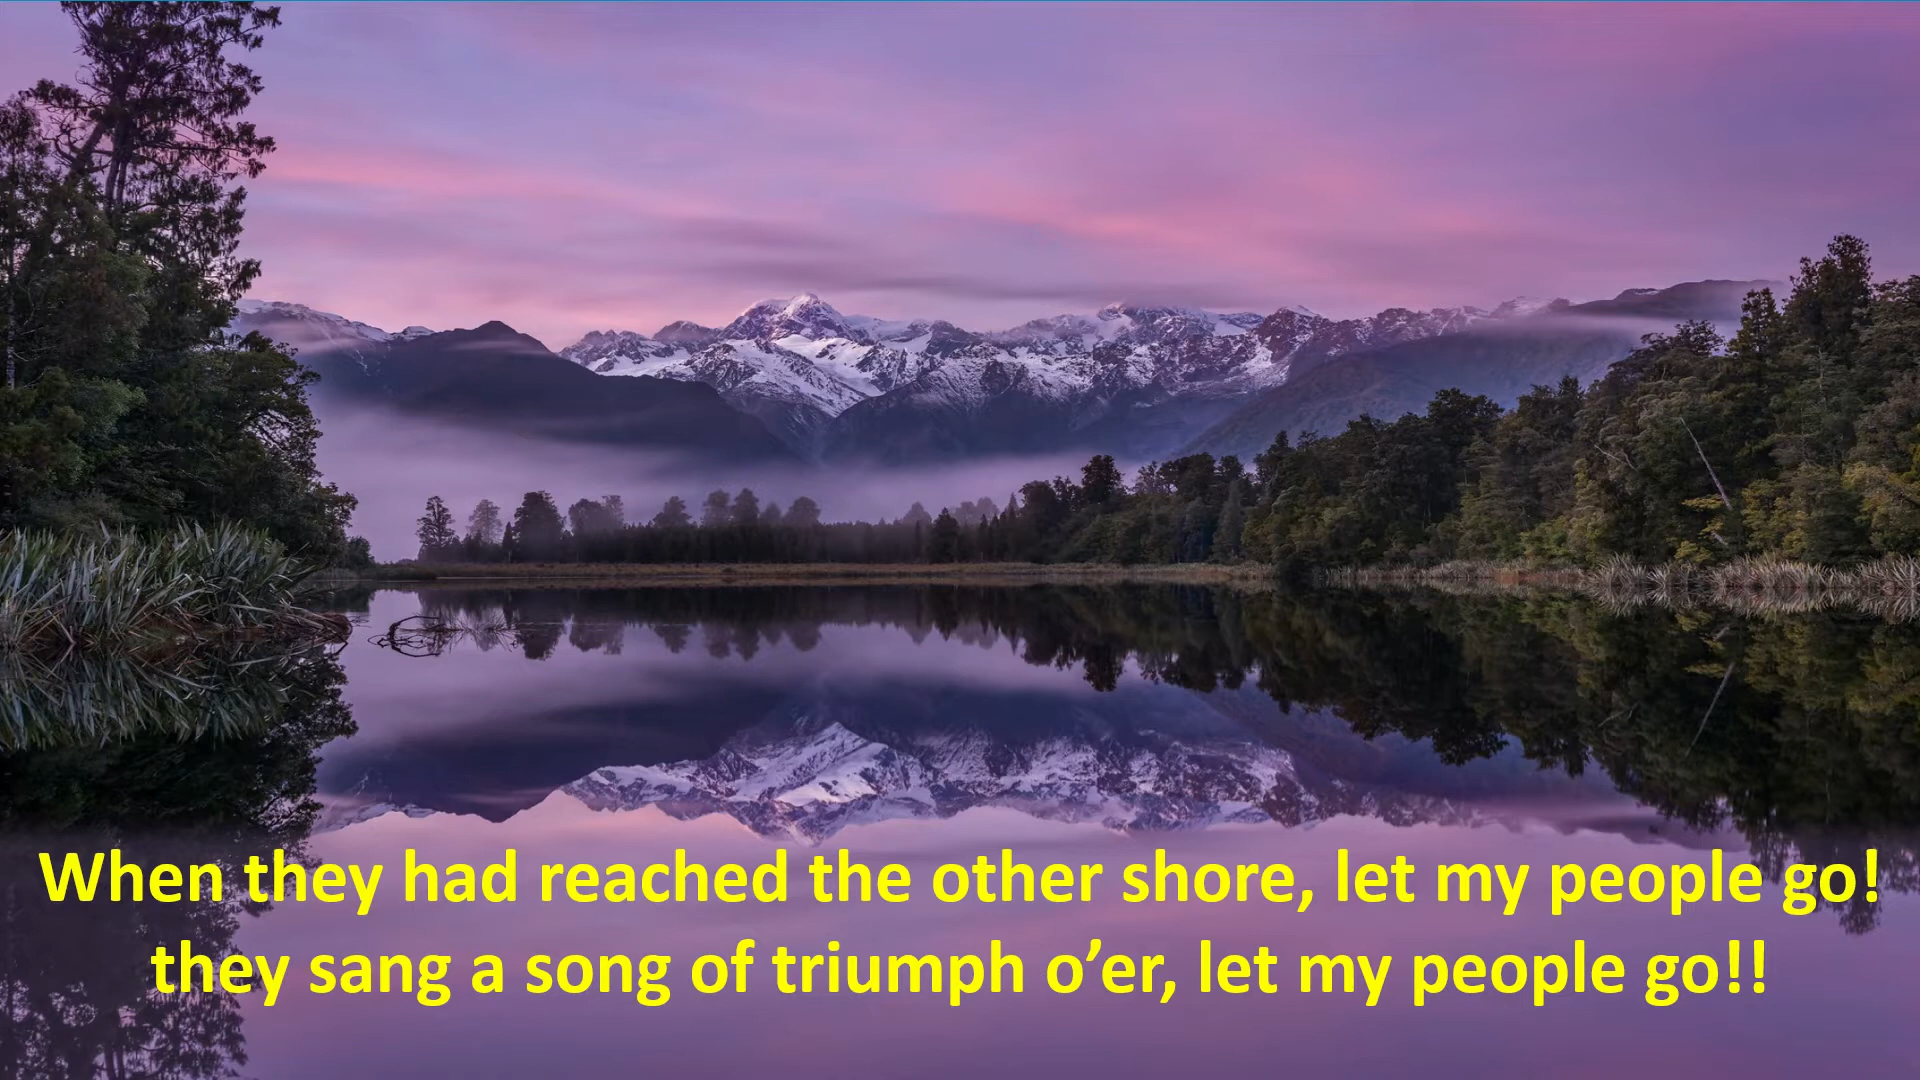 When they had reached the other shore, let my people go!
they sang a song of triumph o’er, let my people go!!